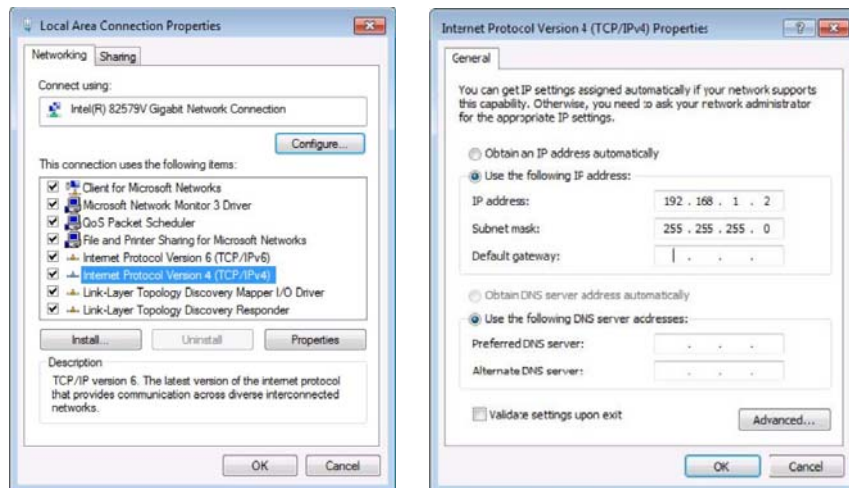 Local Area Connection Properties
Networking
Sharing
Connect using:
Intel(R) 82579V Gigabit Network Connection
Configure...
This connection uses the following items:
Client for Microsoft Networks
Microsoft Network Monitor 3 Driver
QoS Packet Scheduler
File and Printer Sharing for Microsoft Networks
Internet Protocol Version 6 (TCP/IPv6)
Internet Protocol Version 4 (TCP/IPv4)
Link-Layer Topology Discovery Mapper I/O Driver
Link-Layer Topology Discovery Responder
Install... Uninstall Properties
Description
TCP/IP version 6. The latest version of the internet protocol
that provides communication across diverse interconnected
networks.
OK Cancel
Internet Protocol Version 4 (TCP/IPv4) Properties
General
You can get IP settings assigned automatically if your network supports
this capability. Otherwise, you need to ask your network administrator
for the appropriate IP settings.
Obtain an IP address automatically
Use the following IP address:
IP address: 192 . 168 . 1 . 2
Subnet mask: 255 . 255 . 255 . 0
Default gateway: . . .
Obtain DNS server address automatically
Use the following DNS server addresses:
Preferred DNS server: . . .
Alternate DNS server: . . .
Validate settings upon exit
Advanced...
OK Cancel